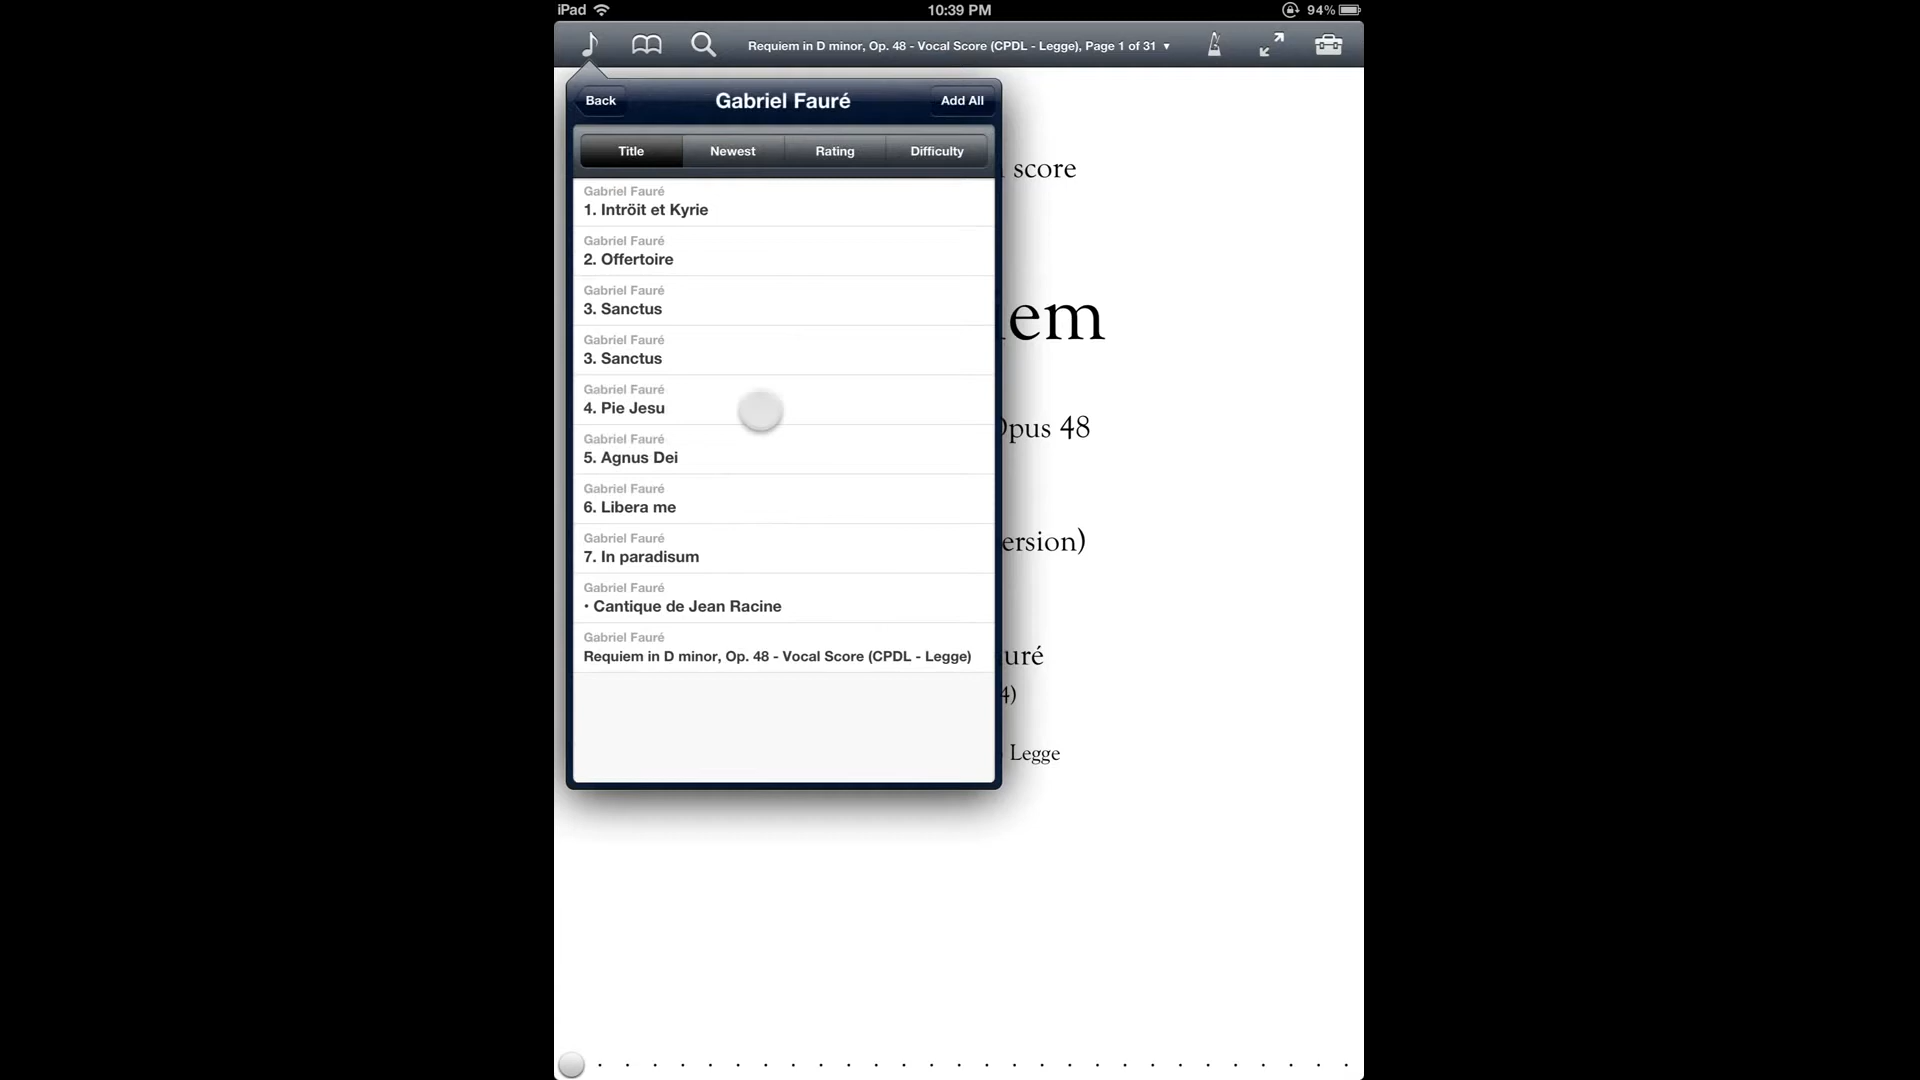 iPad 10:39 PM 94%
Requiem in D minor, Op. 48 - Vocal Score (CPDL - Legge), Page 1 of 31 ▼
Back Gabriel Fauré Add All
Title Newest Rating Difficulty
Gabriel Fauré
1. Intröit et Kyrie
Gabriel Fauré
2. Offertoire
Gabriel Fauré
3. Sanctus
Gabriel Fauré
3. Sanctus
Gabriel Fauré
4. Pie Jesu
Gabriel Fauré
5. Agnus Dei
Gabriel Fauré
6. Libera me
Gabriel Fauré
7. In paradisum
Gabriel Fauré
• Cantique de Jean Racine
Gabriel Fauré
Requiem in D minor, Op. 48 - Vocal Score (CPDL - Legge)
score
em
Opus 48
ersion)
uré
4)
Legge